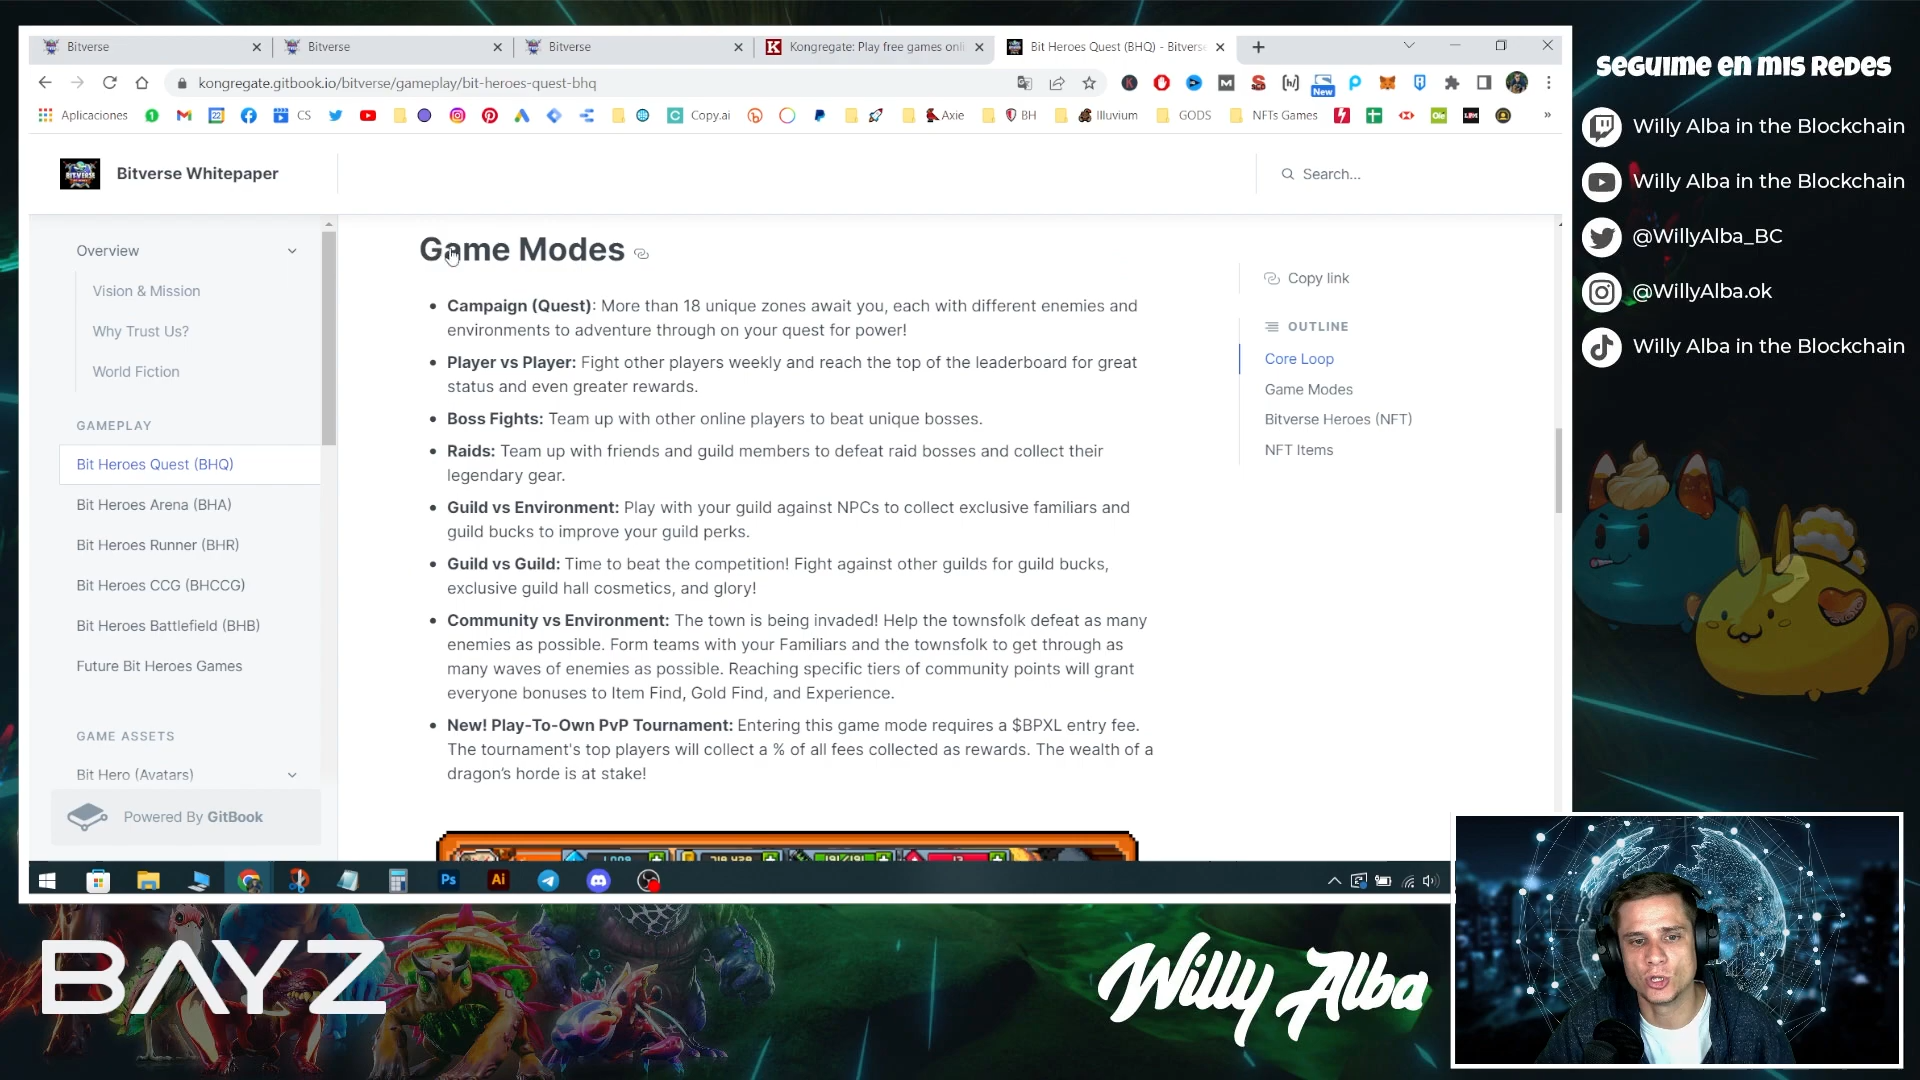 Bitverse
Bitverse
Bitverse
Kongregate: Play free games onli
Bit Heroes Quest (BHQ) - Bitverse
kongregate.gitbook.io/bitverse/gameplay/bit-heroes-quest-bhq
New
Aplicaciones
CS
Copy.ai
Axie
BH
Illuvium
GODS
NFTs Games
Bitverse Whitepaper
Search...
Overview
Vision & Mission
Why Trust Us?
World Fiction
GAMEPLAY
Bit Heroes Quest (BHQ)
Bit Heroes Arena (BHA)
Bit Heroes Runner (BHR)
Bit Heroes CCG (BHCCG)
Bit Heroes Battlefield (BHB)
Future Bit Heroes Games
GAME ASSETS
Bit Hero (Avatars)
Powered By GitBook
Game Modes
Campaign (Quest): More than 18 unique zones await you, each with different enemies and
environments to adventure through on your quest for power!
Player vs Player: Fight other players weekly and reach the top of the leaderboard for great
status and even greater rewards.
Boss Fights: Team up with other online players to beat unique bosses.
Raids: Team up with friends and guild members to defeat raid bosses and collect their
legendary gear.
Guild vs Environment: Play with your guild against NPCs to collect exclusive familiars and
guild bucks to improve your guild perks.
Guild vs Guild: Time to beat the competition! Fight against other guilds for guild bucks,
exclusive guild hall cosmetics, and glory!
Community vs Environment: The town is being invaded! Help the townsfolk defeat as many
enemies as possible. Form teams with your Familiars and the townsfolk to get through as
many waves of enemies as possible. Reaching specific tiers of community points will grant
everyone bonuses to Item Find, Gold Find, and Experience.
New! Play-To-Own PvP Tournament: Entering this game mode requires a $BPXL entry fee.
The tournament's top players will collect a % of all fees collected as rewards. The wealth of a
dragon's horde is at stake!
Copy link
OUTLINE
Core Loop
Game Modes
Bitverse Heroes (NFT)
NFT Items
Ps
Ai
Seguime en mis redes
Willy Alba in the Blockchain
Willy Alba in the Blockchain
@WillyAlba_BC
@WillyAlba.ok
Willy Alba in the Blockchain
BAYZ
Willy Alba